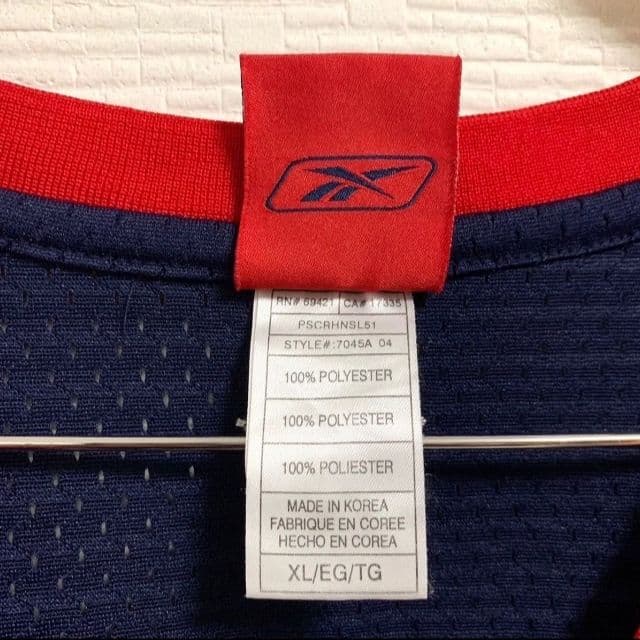 RN# 69421 CA# 17335
PSCRHNSL51
STYLE#:7045A 04
100% POLYESTER
100% POLYESTER
100% POLIESTER
MADE IN KOREA
FABRIQUE EN COREE
HECHO EN COREA
XL/EG/TG